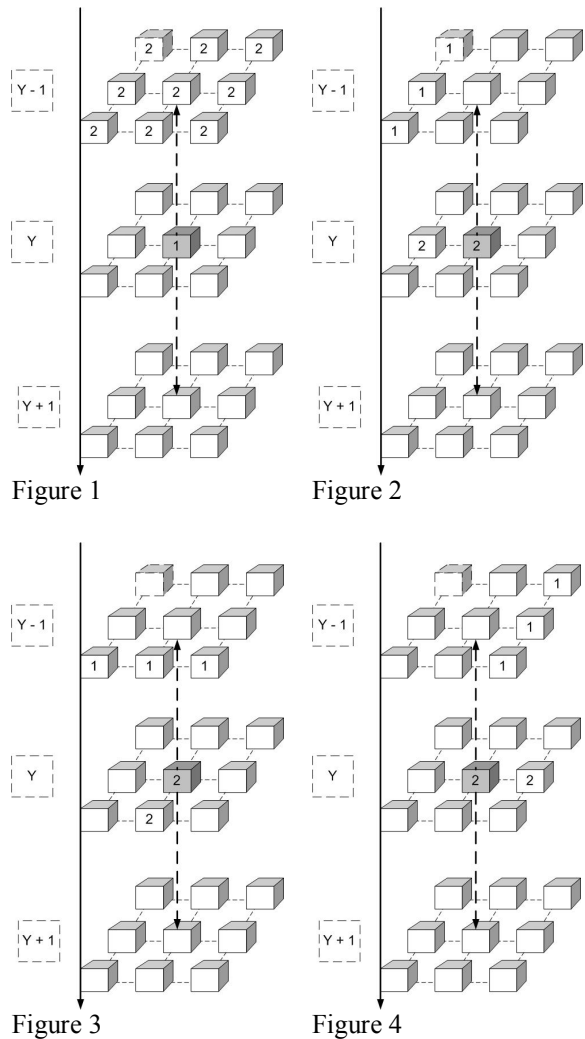 2 2 2 1
Y - 1 2 2 2 Y - 1 1
2 2 2 1
Y 1 Y 2 2
Y + 1 Y + 1
Figure 1 Figure 2
1
Y - 1 Y - 1 1
1 1 1 1
Y 2 Y 2 2
2
Y + 1 Y + 1
Figure 3 Figure 4